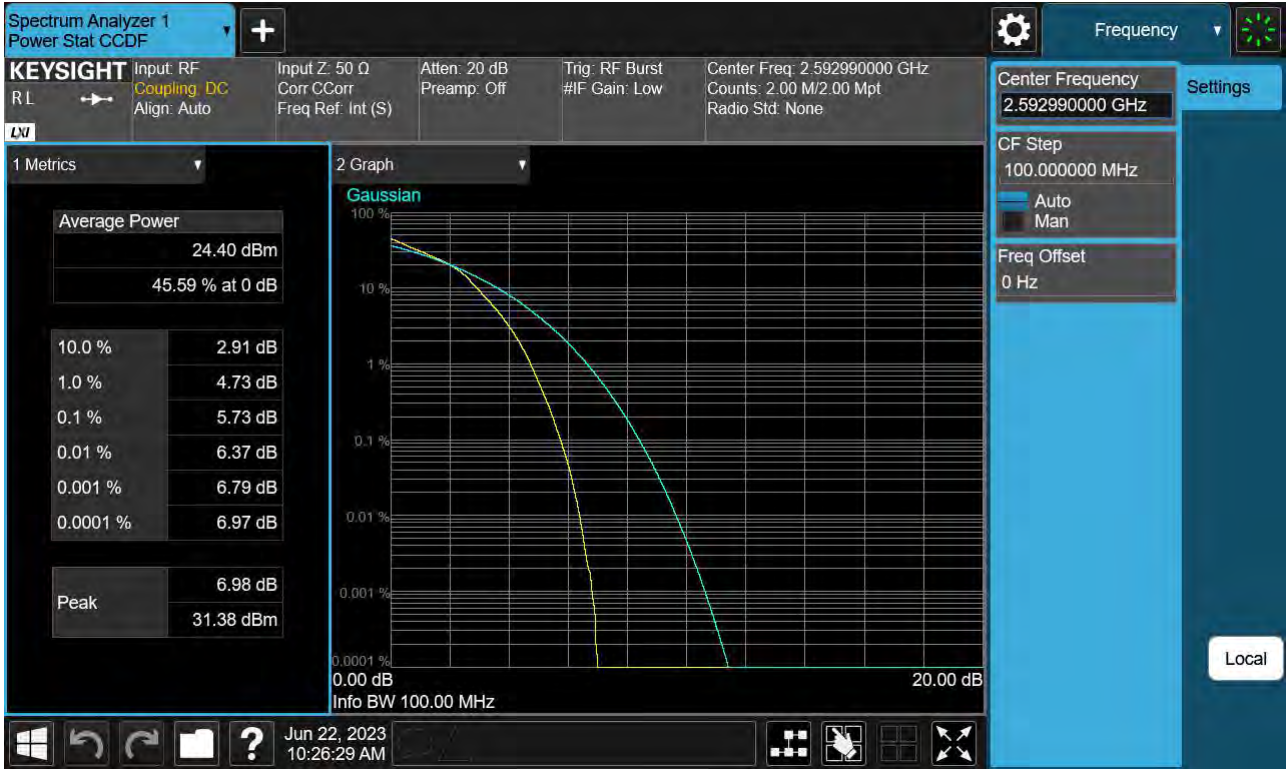 Spectrum Analyzer 1
Power Stat CCDF
Frequency
KEYSIGHT
RL
LXI
Input: RF
Coupling: DC
Align: Auto
Input Z: 50 Ω
Corr CCorr
Freq Ref: Int (S)
Atten: 20 dB
Preamp: Off
Trig: RF Burst
#IF Gain: Low
Center Freq: 2.592990000 GHz
Counts: 2.00 M/2.00 Mpt
Radio Std: None
1 Metrics
Average Power
24.40 dBm
45.59 % at 0 dB
10.0 % 2.91 dB
1.0 % 4.73 dB
0.1 % 5.73 dB
0.01 % 6.37 dB
0.001 % 6.79 dB
0.0001 % 6.97 dB
Peak
6.98 dB
31.38 dBm
2 Graph
Gaussian
100 %
10 %
1 %
0.1 %
0.01 %
0.001 %
0.0001 %
0.00 dB 20.00 dB
Info BW 100.00 MHz
Center Frequency
2.592990000 GHz
CF Step
100.000000 MHz
Auto
Man
Freq Offset
0 Hz
Settings
Local
?
Jun 22, 2023
10:26:29 AM